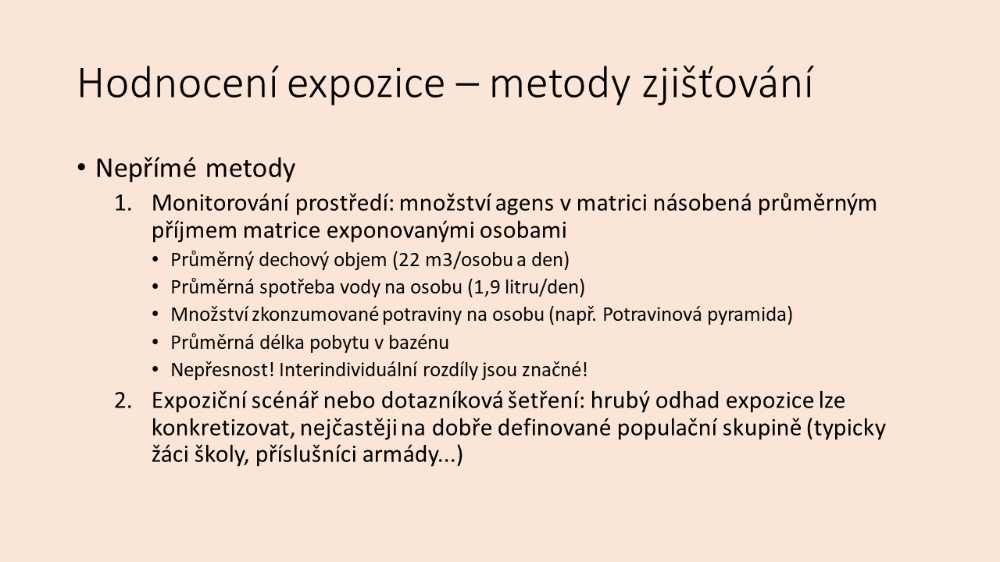 Hodnocení expozice – metody zjišťování
• Nepřímé metody
1. Monitorování prostředí: množství agens v matrici násobená průměrným
příjmem matrice exponovanými osobami
• Průměrný dechový objem (22 m3/osobu a den)
• Průměrná spotřeba vody na osobu (1,9 litru/den)
• Množství zkonzumované potraviny na osobu (např. Potravinová pyramida)
• Průměrná délka pobytu v bazénu
• Nepřesnost! Interindividuální rozdíly jsou značné!
2. Expoziční scénář nebo dotazníková šetření: hrubý odhad expozice lze
konkretizovat, nejčastěji na dobře definované populační skupině (typicky
žáci školy, příslušníci armády...)